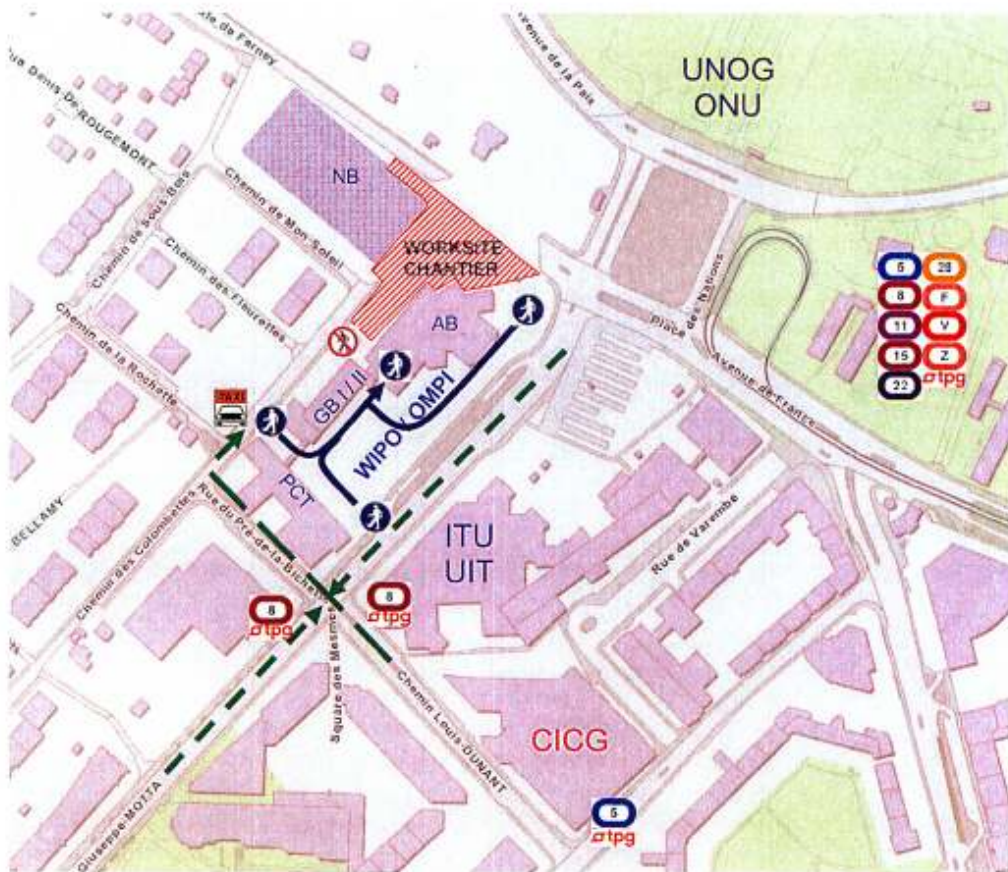 Avenue de la Paix
UNOG
ONU
Rue Denis-De-ROUGEMONT
NB
Chemin de Sous-Bois
Chemin de Mon Soleil
WORKSITE
CHANTIER
Chemin des Fleurettes
Place des Nations
5
28
8
F
11
V
15
Z
22
tpg
AB
Avenue de France
Chemin de la Rochette
TAXI
GB I / II
WIPO / OMPI
PCT
BELLAMY
Chemin des Colombettes
Rue du Pré-de-la-Bichette
ITU
UIT
Rue de Varembé
8
tpg
8
tpg
Square des Mesmes
Chemin Louis-DUNANT
CICG
Giuseppe-MOTTA
5
tpg